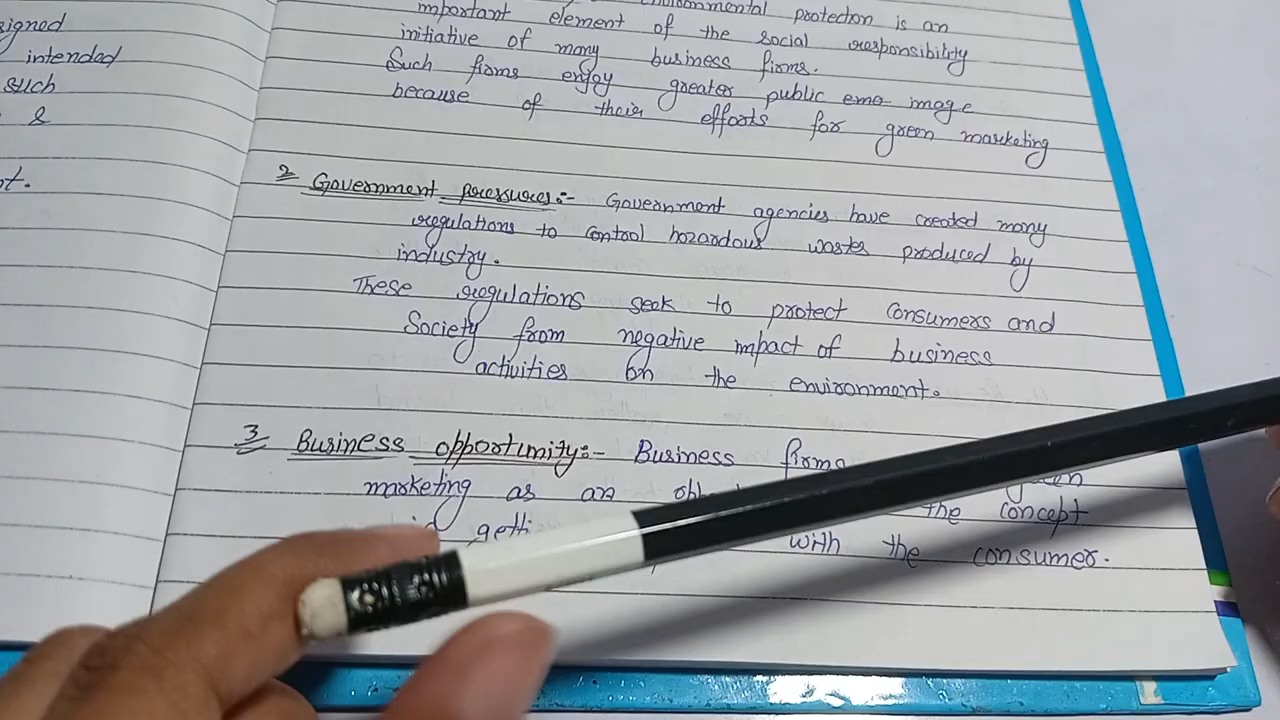 signed
intended
such
&
environmental protection is an
important element of the social responsibility
initiative of many business firms.
Such firms enjoy greater public image
because of their efforts for green marketing
2 Government pressures:- Government agencies have created many
regulations to control hazardous wastes produced by
industry.
These regulations seek to protect consumers and
Society from negative impact of business
activities on the environment.
3 Business opportunity:- Business firms green
marketing as an the concept
with the consumer.